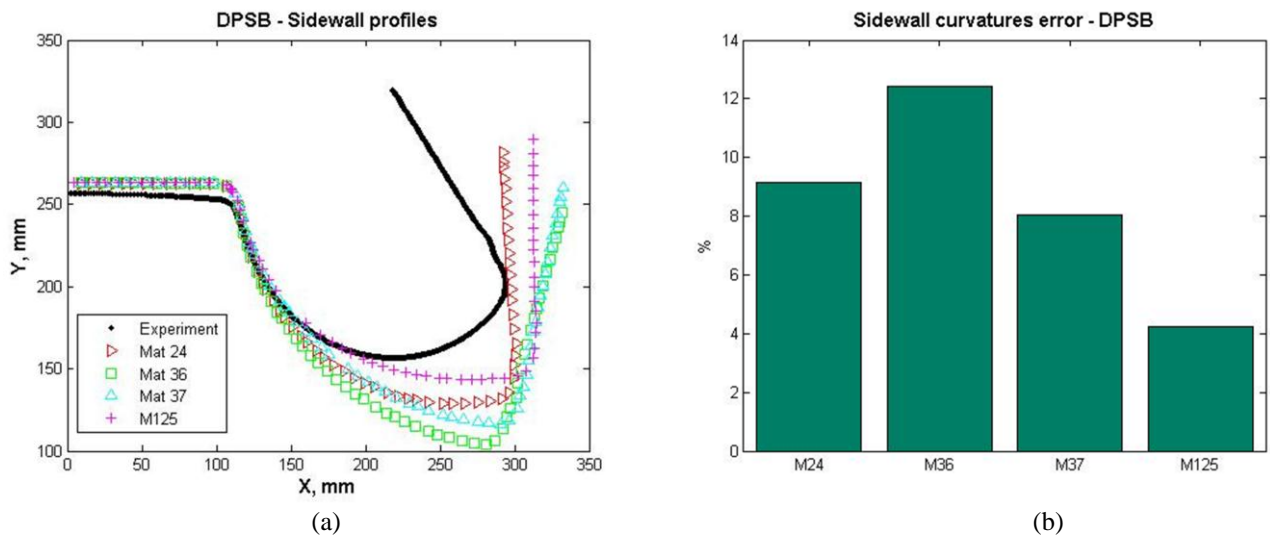 DPSB - Sidewall profiles
350
300
250
200
150
100
Y, mm
Experiment
Mat 24
Mat 36
Mat 37
M125
0 50 100 150 200 250 300 350
X, mm
(a)
Sidewall curvatures error - DPSB
14
12
10
8
6
4
2
0
%
M24 M36 M37 M125
(b)